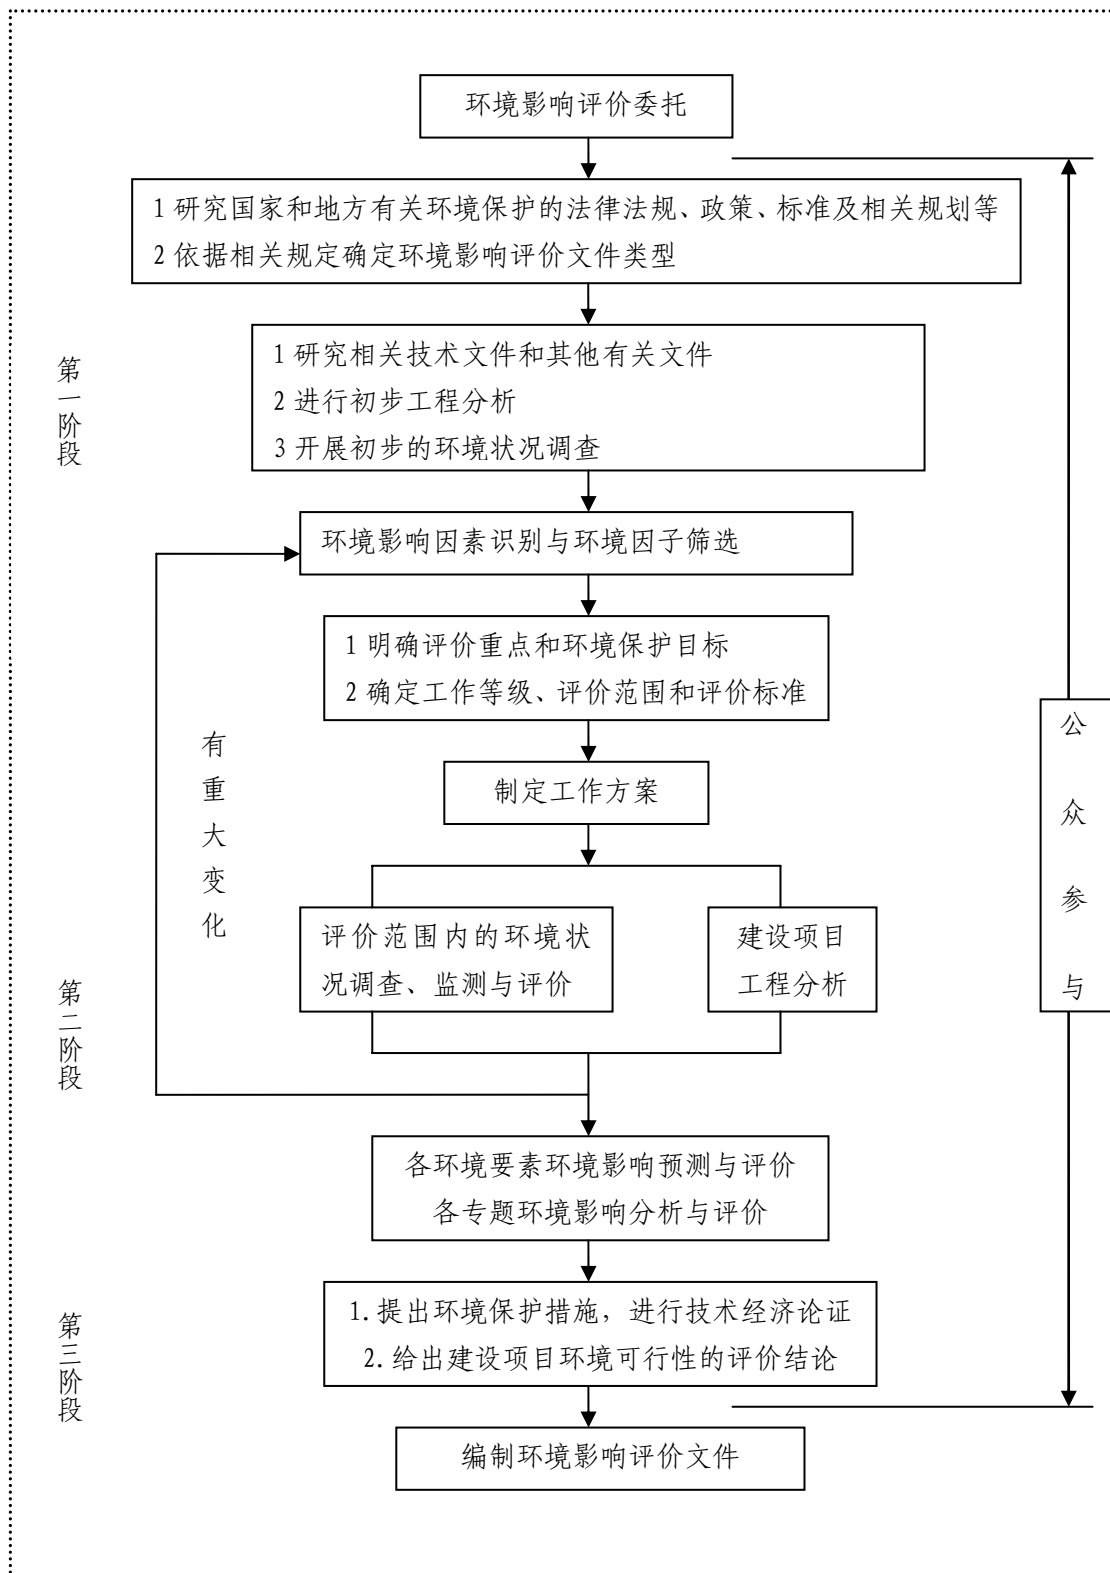 环境影响评价委托
1 研究国家和地方有关环境保护的法律法规、政策、标准及相关规划等
2 依据相关规定确定环境影响评价文件类型
第一阶段
1 研究相关技术文件和其他有关文件
2 进行初步工程分析
3 开展初步的环境状况调查
环境影响因素识别与环境因子筛选
1 明确评价重点和环境保护目标
2 确定工作等级、评价范围和评价标准
有重大变化
公众参与
制定工作方案
评价范围内的环境状
况调查、监测与评价
建设项目
工程分析
第二阶段
各环境要素环境影响预测与评价
各专题环境影响分析与评价
第三阶段
1.提出环境保护措施，进行技术经济论证
2.给出建设项目环境可行性的评价结论
编制环境影响评价文件